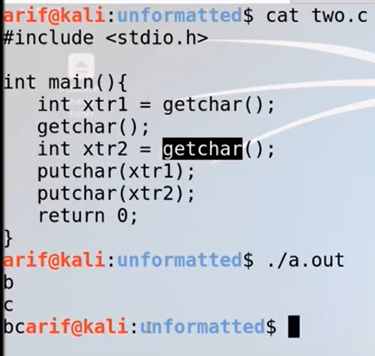 arif@kali:unformatted$ cat two.c
#include <stdio.h>

int main(){
   int xtr1 = getchar();
   getchar();
   int xtr2 = getchar();
   putchar(xtr1);
   putchar(xtr2);
   return 0;
}
arif@kali:unformatted$ ./a.out
b
c
bcarif@kali:unformatted$